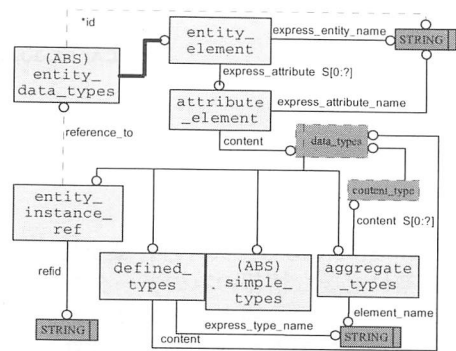 *id
(ABS)
entity_
data_types
entity_
element
express_entity_name
STRING
express_attribute S[0:?]
attribute
_element
express_attribute_name
reference_to
content
data_types
entity_
instance_
ref
content_type
content S[0:?]
refid
defined_
types
(ABS)
simple_
types
aggregate
_types
element_name
STRING
express_type_name
STRING
content